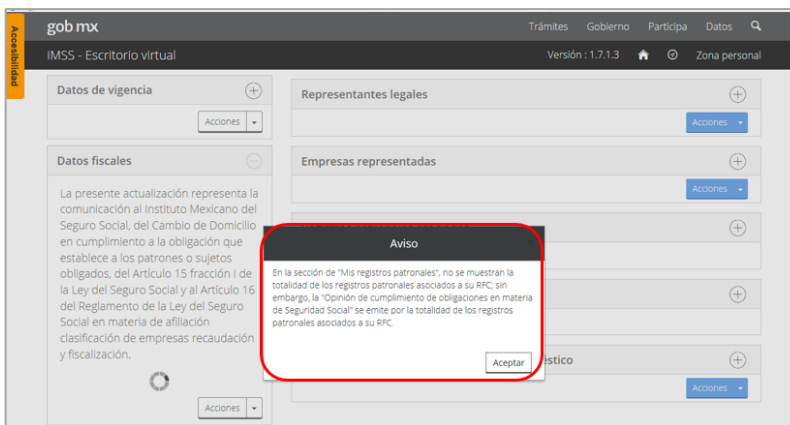 Accesibilidad
gob mx
Trámites Gobierno Participa Datos
IMSS - Escritorio virtual
Versión : 1.7.1.3 Zona personal
Datos de vigencia
Acciones
Datos fiscales
La presente actualización representa la
comunicación al Instituto Mexicano del
Seguro Social, del Cambio de Domicilio
en cumplimiento a la obligación que
establece a los patrones o sujetos
obligados, del Artículo 15 fracción I de
la Ley del Seguro Social y al Artículo 16
del Reglamento de la Ley del Seguro
Social en materia de afiliación
clasificación de empresas recaudación
y fiscalización.
Acciones
Representantes legales
Acciones
Empresas representadas
Acciones
Aviso
En la sección de "Mis registros patronales", no se muestran la
totalidad de los registros patronales asociados a su RFC; sin
embargo, la "Opinión de cumplimiento de obligaciones en materia
de Seguridad Social" se emite por la totalidad de los registros
patronales asociados a su RFC.
Aceptar
Acciones